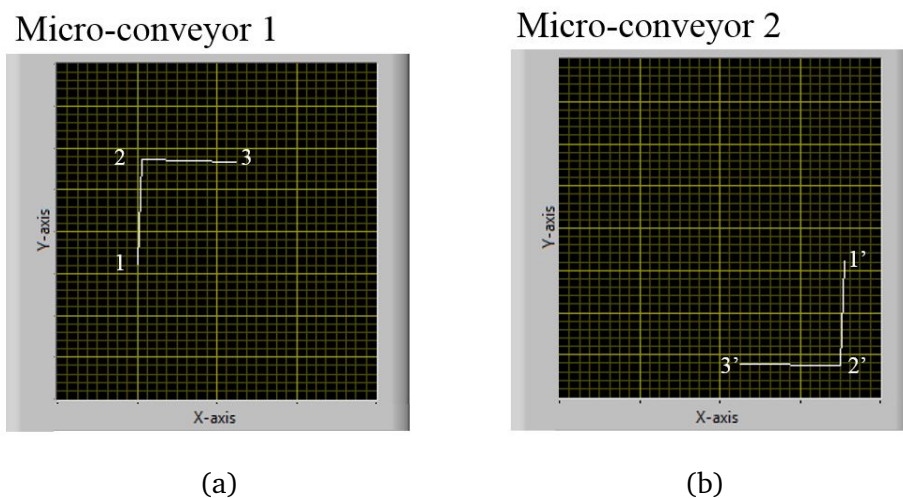 Micro-conveyor 1
2
3
1
Y-axis
X-axis
(a)
Micro-conveyor 2
1’
3’
2’
Y-axis
X-axis
(b)